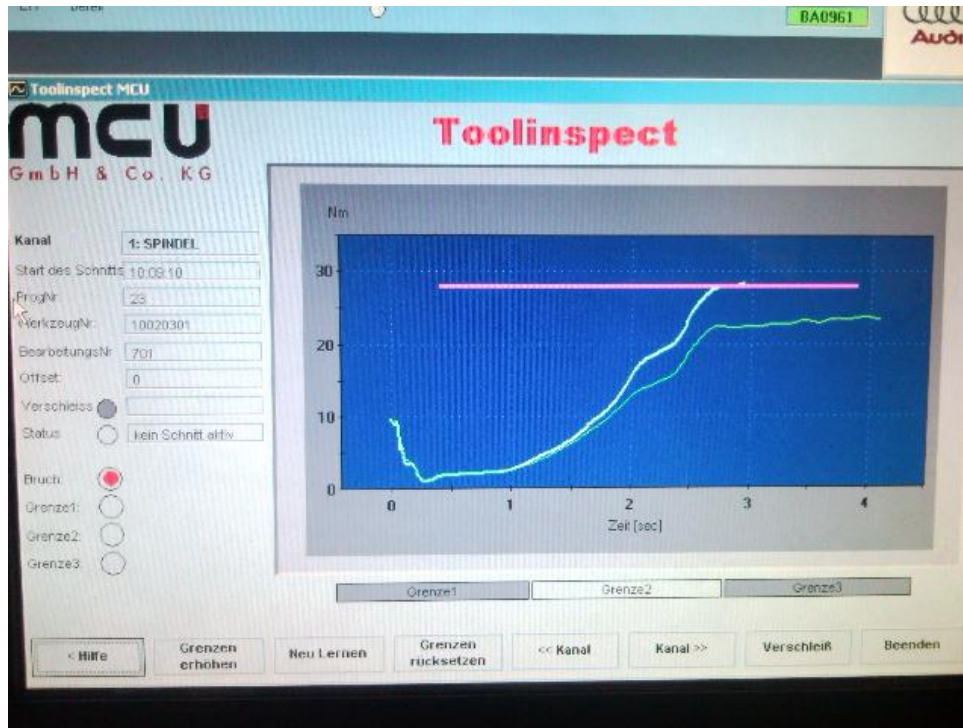 BA0961
Audi
Toolinspect MCU
mcu
GmbH & Co. KG
Toolinspect
Kanal 1: SPINDEL
Start des Schritts 10:09:10
ProgNr. 23
WerkzeugNr: 10020301
BearbeitungsNr 701
Offset: 0
Verschleiss
Status kein Schritt aktiv
Bruch:
Grenze1:
Grenze2:
Grenze3:
Nm
30
20
10
0
0 1 2 3 4
Zeit [sec]
Grenze1 Grenze2 Grenze3
< Hilfe
Grenzen erhöhen
Neu Lernen
Grenzen rücksetzen
<< Kanal
Kanal >>
Verschleiß
Beenden